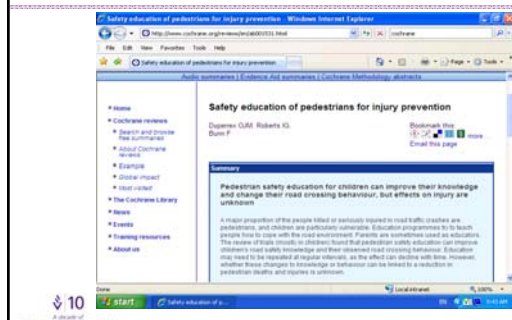 Safety education of pedestrians for injury prevention - Windows Internet Explorer
cochrane
File Edit View Favorites Tools Help
Safety education of pedestrians for injury prevention
Page Tools
Audio summaries | Evidence Aid summaries | Cochrane Methodology abstracts
Home
Cochrane reviews
Search and browse free summaries
About Cochrane reviews
Example
Global impact
Most visited
The Cochrane Library
News
Events
Training resources
About us
Safety education of pedestrians for injury prevention
Duperrex OJM, Roberts IG,
Bunn F
Bookmark this
more ...
Email this page
Summary
Pedestrian safety education for children can improve their knowledge
and change their road crossing behaviour, but effects on injury are
unknown
A major proportion of the people killed or seriously injured in road traffic crashes are
pedestrians, and children are particularly vulnerable. Education programmes try to teach
people how to cope with the road environment. Parents are sometimes used as educators.
The review of trials (mostly in children) found that pedestrian safety education can improve
children's road safety knowledge and their observed road crossing behaviour. Education
may need to be repeated at regular intervals, as the effect can decline with time. However,
whether these changes to knowledge or behaviour can be linked to a reduction in
pedestrian deaths and injuries is unknown.
Done
Local intranet
100%
start
Safety education of p...
EN
10
A decade of